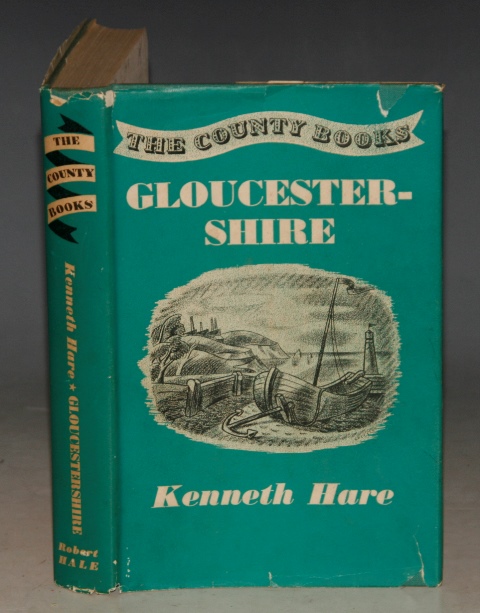 THE COUNTY BOOKS
GLOUCESTER-
SHIRE
Kenneth Hare
THE
COUNTY
BOOKS
Kenneth Hare ★ GLOUCESTERSHIRE
Robert
HALE